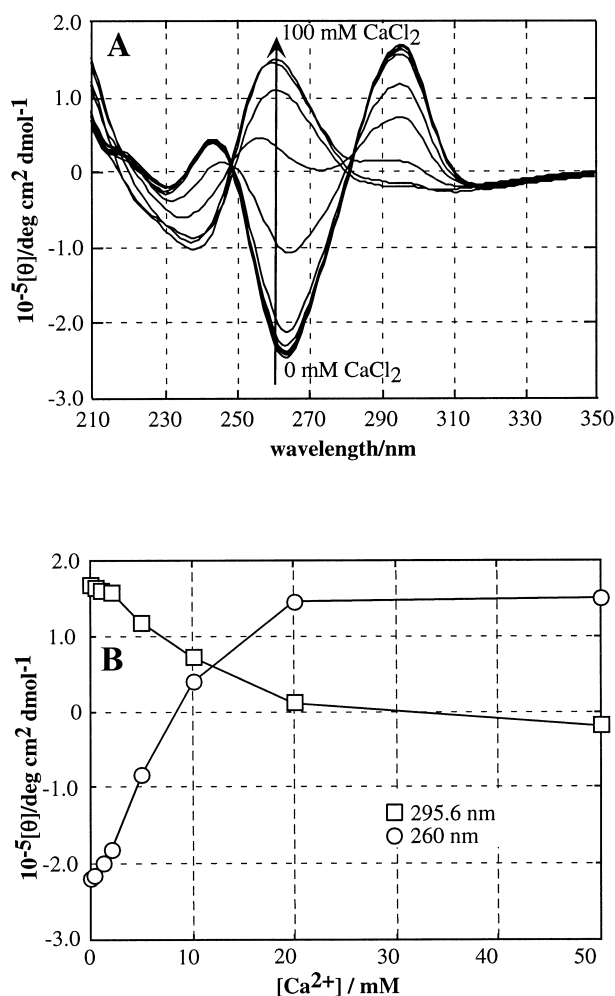 A
100 mM CaCl2
2.0
1.0
0
-1.0
-2.0
-3.0
10-5[θ]/deg cm2 dmol-1
0 mM CaCl2
210 230 250 270 290 310 330 350
wavelength/nm
B
2.0
1.0
0
-1.0
-2.0
-3.0
10-5[θ]/deg cm2 dmol-1
295.6 nm
260 nm
0 10 20 30 40 50
[Ca2+] / mM